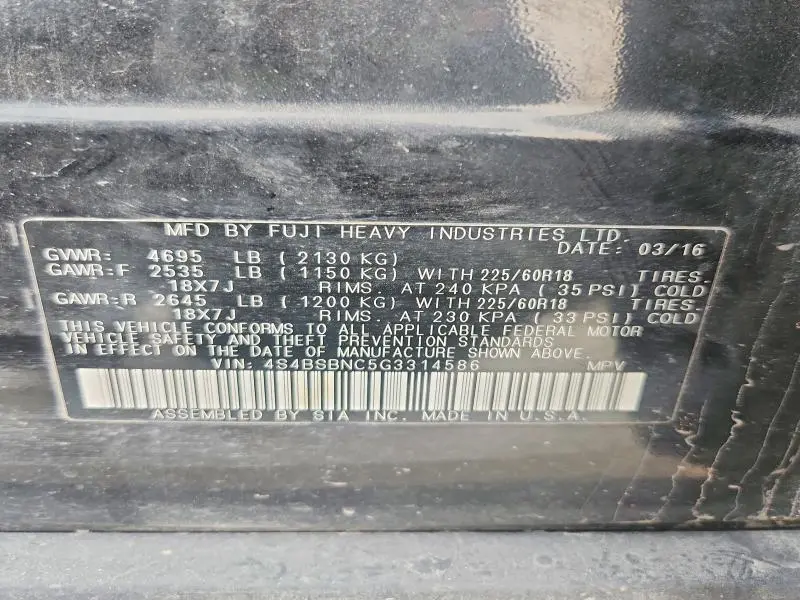 MFD BY FUJI HEAVY INDUSTRIES LTD.
DATE: 03/16
GVWR: 4695 LB (2130 KG)
GAWR:F 2535 LB (1150 KG) WITH 225/60R18 TIRES,
18X7J RIMS, AT 240 KPA (35 PSI) COLD
GAWR:R 2645 LB (1200 KG) WITH 225/60R18 TIRES,
18X7J RIMS, AT 230 KPA (33 PSI) COLD
THIS VEHICLE CONFORMS TO ALL APPLICABLE FEDERAL MOTOR
VEHICLE SAFETY AND THEFT PREVENTION STANDARDS
IN EFFECT ON THE DATE OF MANUFACTURE SHOWN ABOVE.
VIN: 4S4BSBNC5G3314586 MPV
ASSEMBLED BY SIA INC. MADE IN U.S.A.